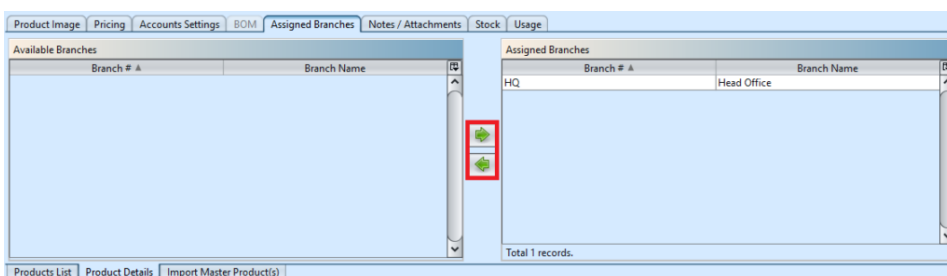 Product Image Pricing Accounts Settings BOM Assigned Branches Notes / Attachments Stock Usage
Available Branches
Branch # Branch Name
Assigned Branches
Branch # Branch Name
HQ Head Office
Total 1 records.
Products List Product Details Import Master Product(s)